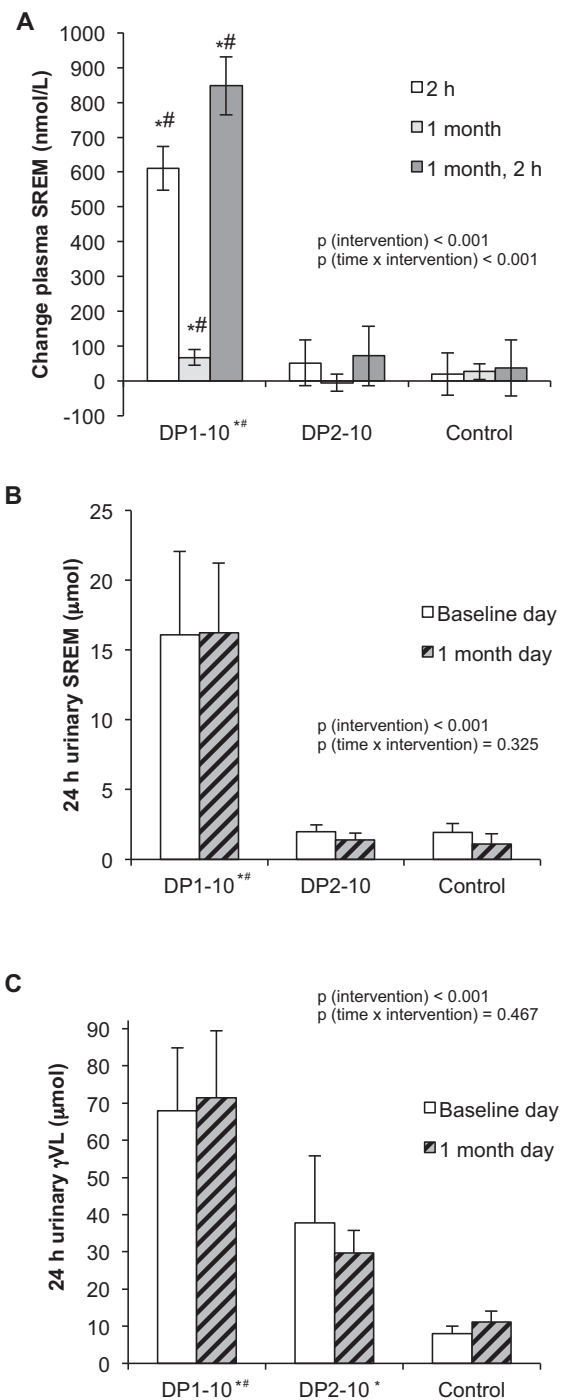 A
Change plasma SREM (nmol/L)
1000
900
800
700
600
500
400
300
200
100
0
-100
*#
*#
*#
2 h
1 month
1 month, 2 h
p (intervention) < 0.001
p (time x intervention) < 0.001
DP1-10 *#
DP2-10
Control
B
24 h urinary SREM (μmol)
25
20
15
10
5
0
Baseline day
1 month day
p (intervention) < 0.001
p (time x intervention) = 0.325
DP1-10 *#
DP2-10
Control
C
p (intervention) < 0.001
p (time x intervention) = 0.467
24 h urinary γVL (μmol)
90
80
70
60
50
40
30
20
10
0
Baseline day
1 month day
DP1-10 *#
DP2-10 *
Control